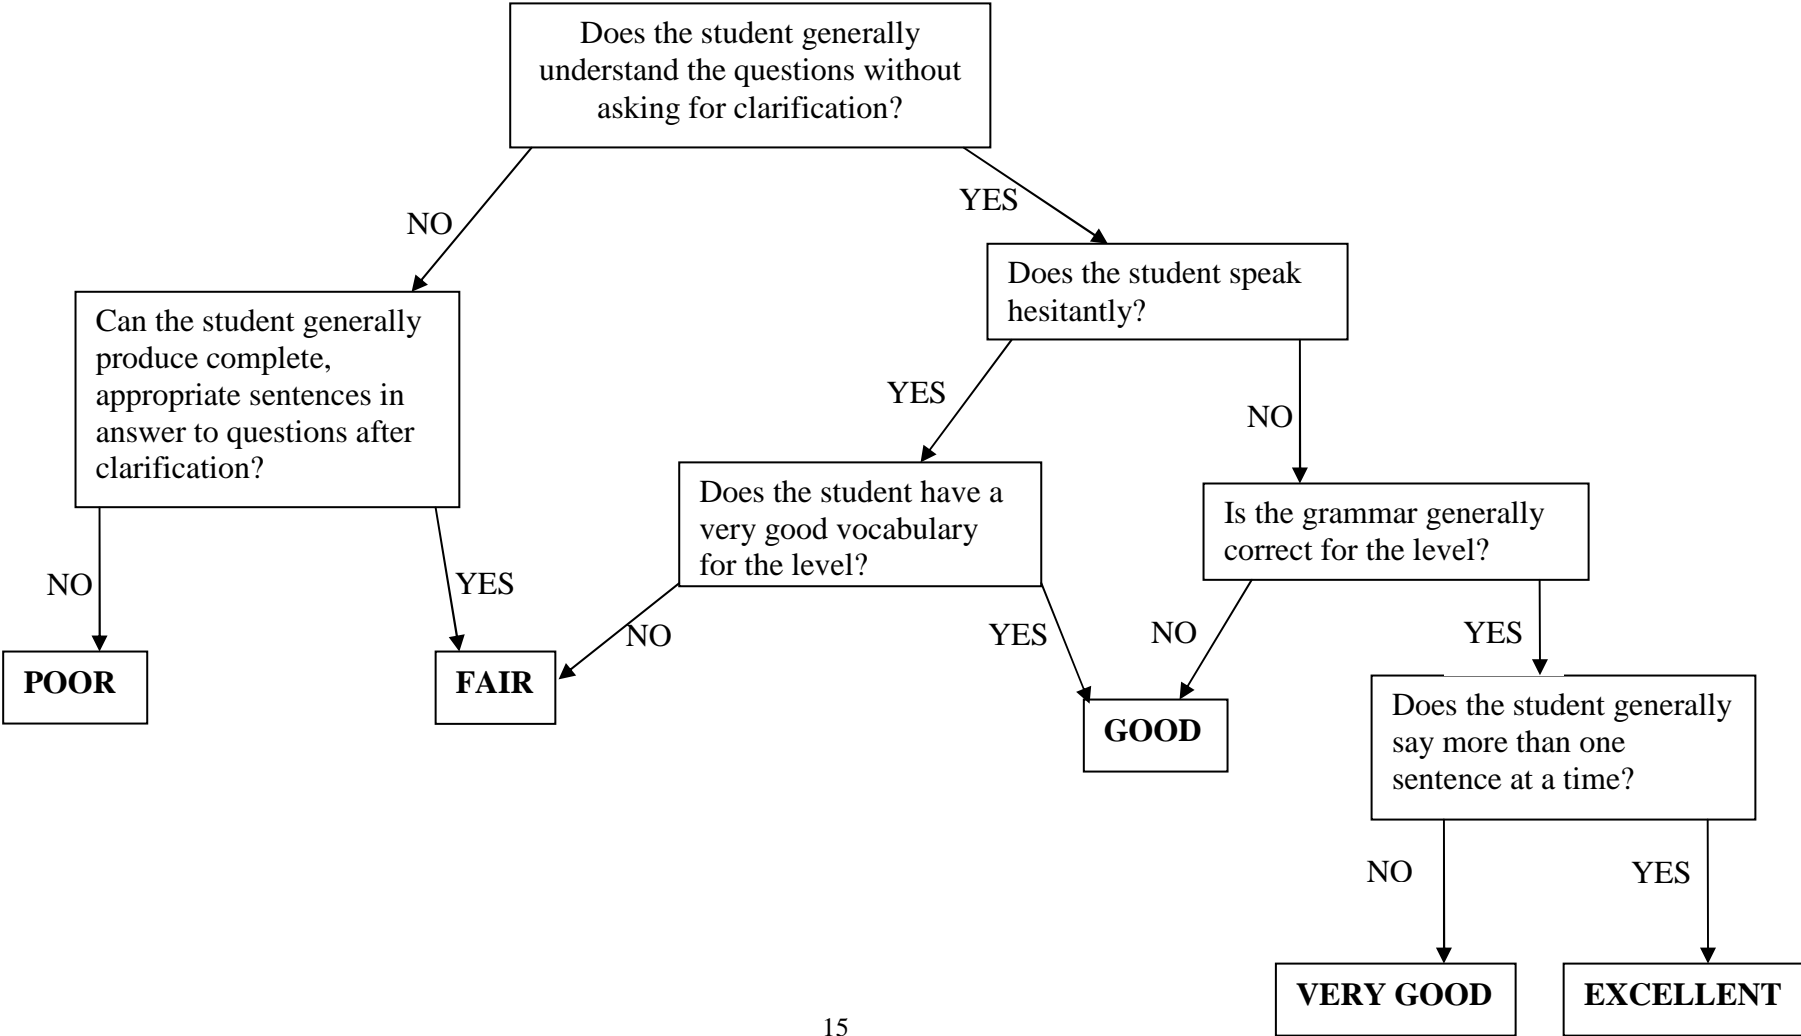 Does the student generally
understand the questions without
asking for clarification?
NO
YES
Can the student generally
produce complete,
appropriate sentences in
answer to questions after
clarification?
Does the student speak
hesitantly?
YES
NO
Does the student have a
very good vocabulary
for the level?
Is the grammar generally
correct for the level?
NO
YES
NO
YES
NO
YES
POOR
FAIR
GOOD
Does the student generally
say more than one
sentence at a time?
NO
YES
VERY GOOD
EXCELLENT
15